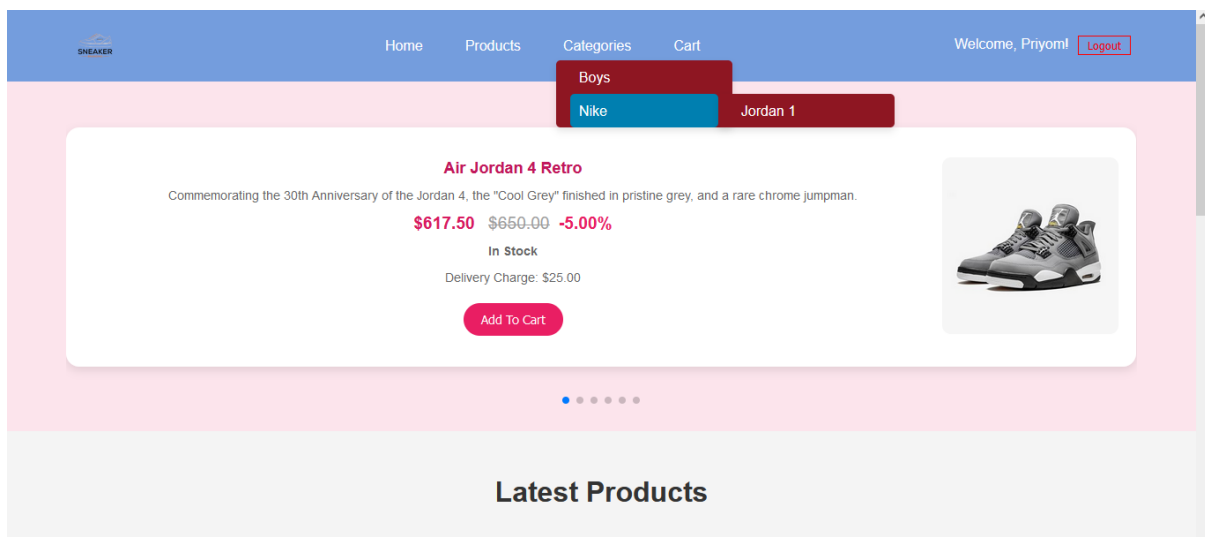 SNEAKER
Home Products Categories Cart
Welcome, Priyom! Logout
Boys
Nike Jordan 1
Air Jordan 4 Retro
Commemorating the 30th Anniversary of the Jordan 4, the "Cool Grey" finished in pristine grey, and a rare chrome jumpman.
$617.50 $650.00 -5.00%
In Stock
Delivery Charge: $25.00
Add To Cart
Latest Products